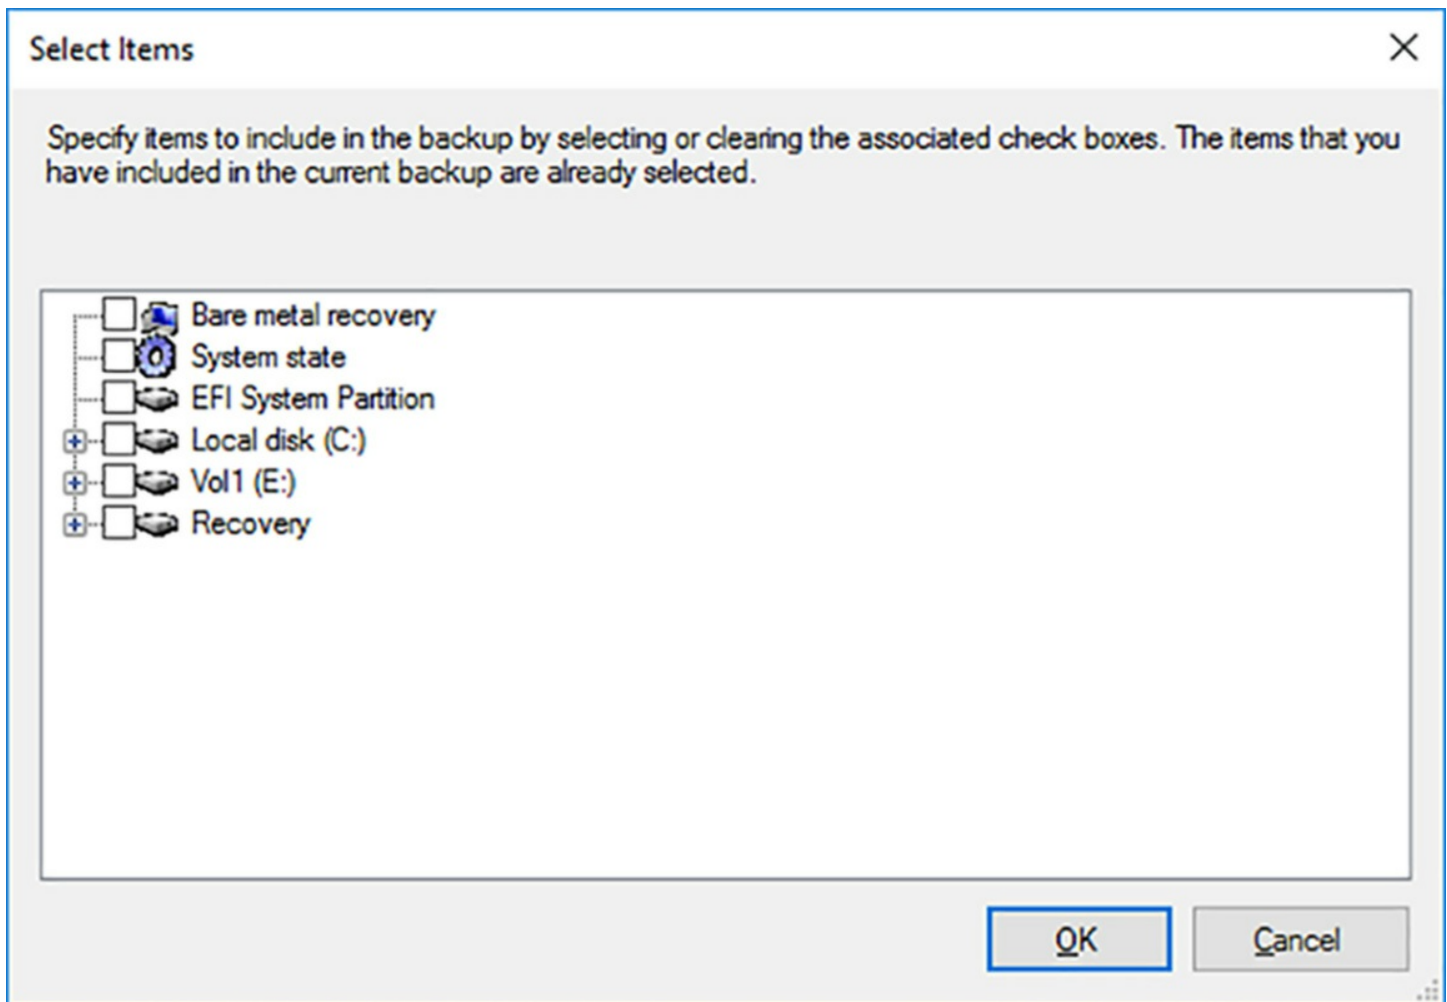 Select Items
Specify items to include in the backup by selecting or clearing the associated check boxes. The items that you
have included in the current backup are already selected.
Bare metal recovery
System state
EFI System Partition
Local disk (C:)
Vol1 (E:)
Recovery
OK
Cancel